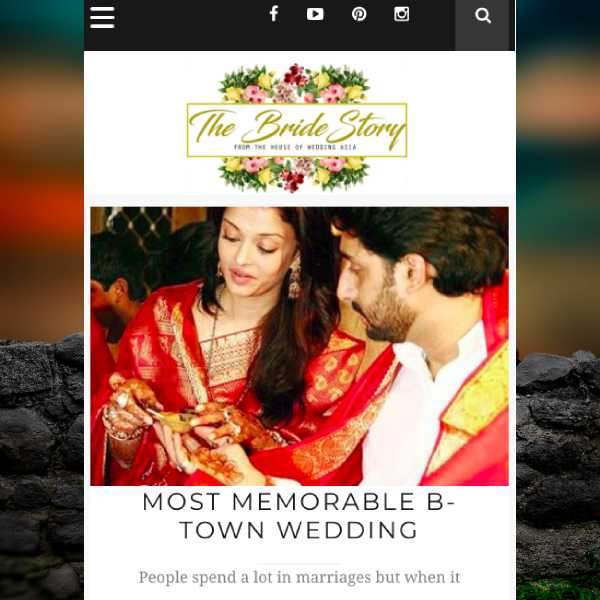 The Bride Story
FROM THE HOUSE OF WEDDING ASIA
MOST MEMORABLE B-
TOWN WEDDING
People spend a lot in marriages but when it